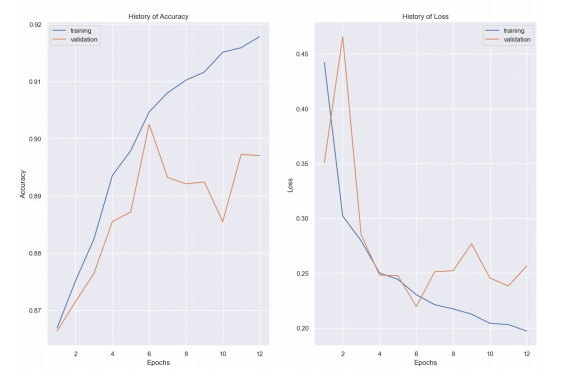 History of Accuracy
training
validation
0.92
0.91
0.90
0.89
0.88
0.87
Accuracy
2 4 6 8 10 12
Epochs
History of Loss
training
validation
0.45
0.40
0.35
0.30
0.25
0.20
Loss
2 4 6 8 10 12
Epochs